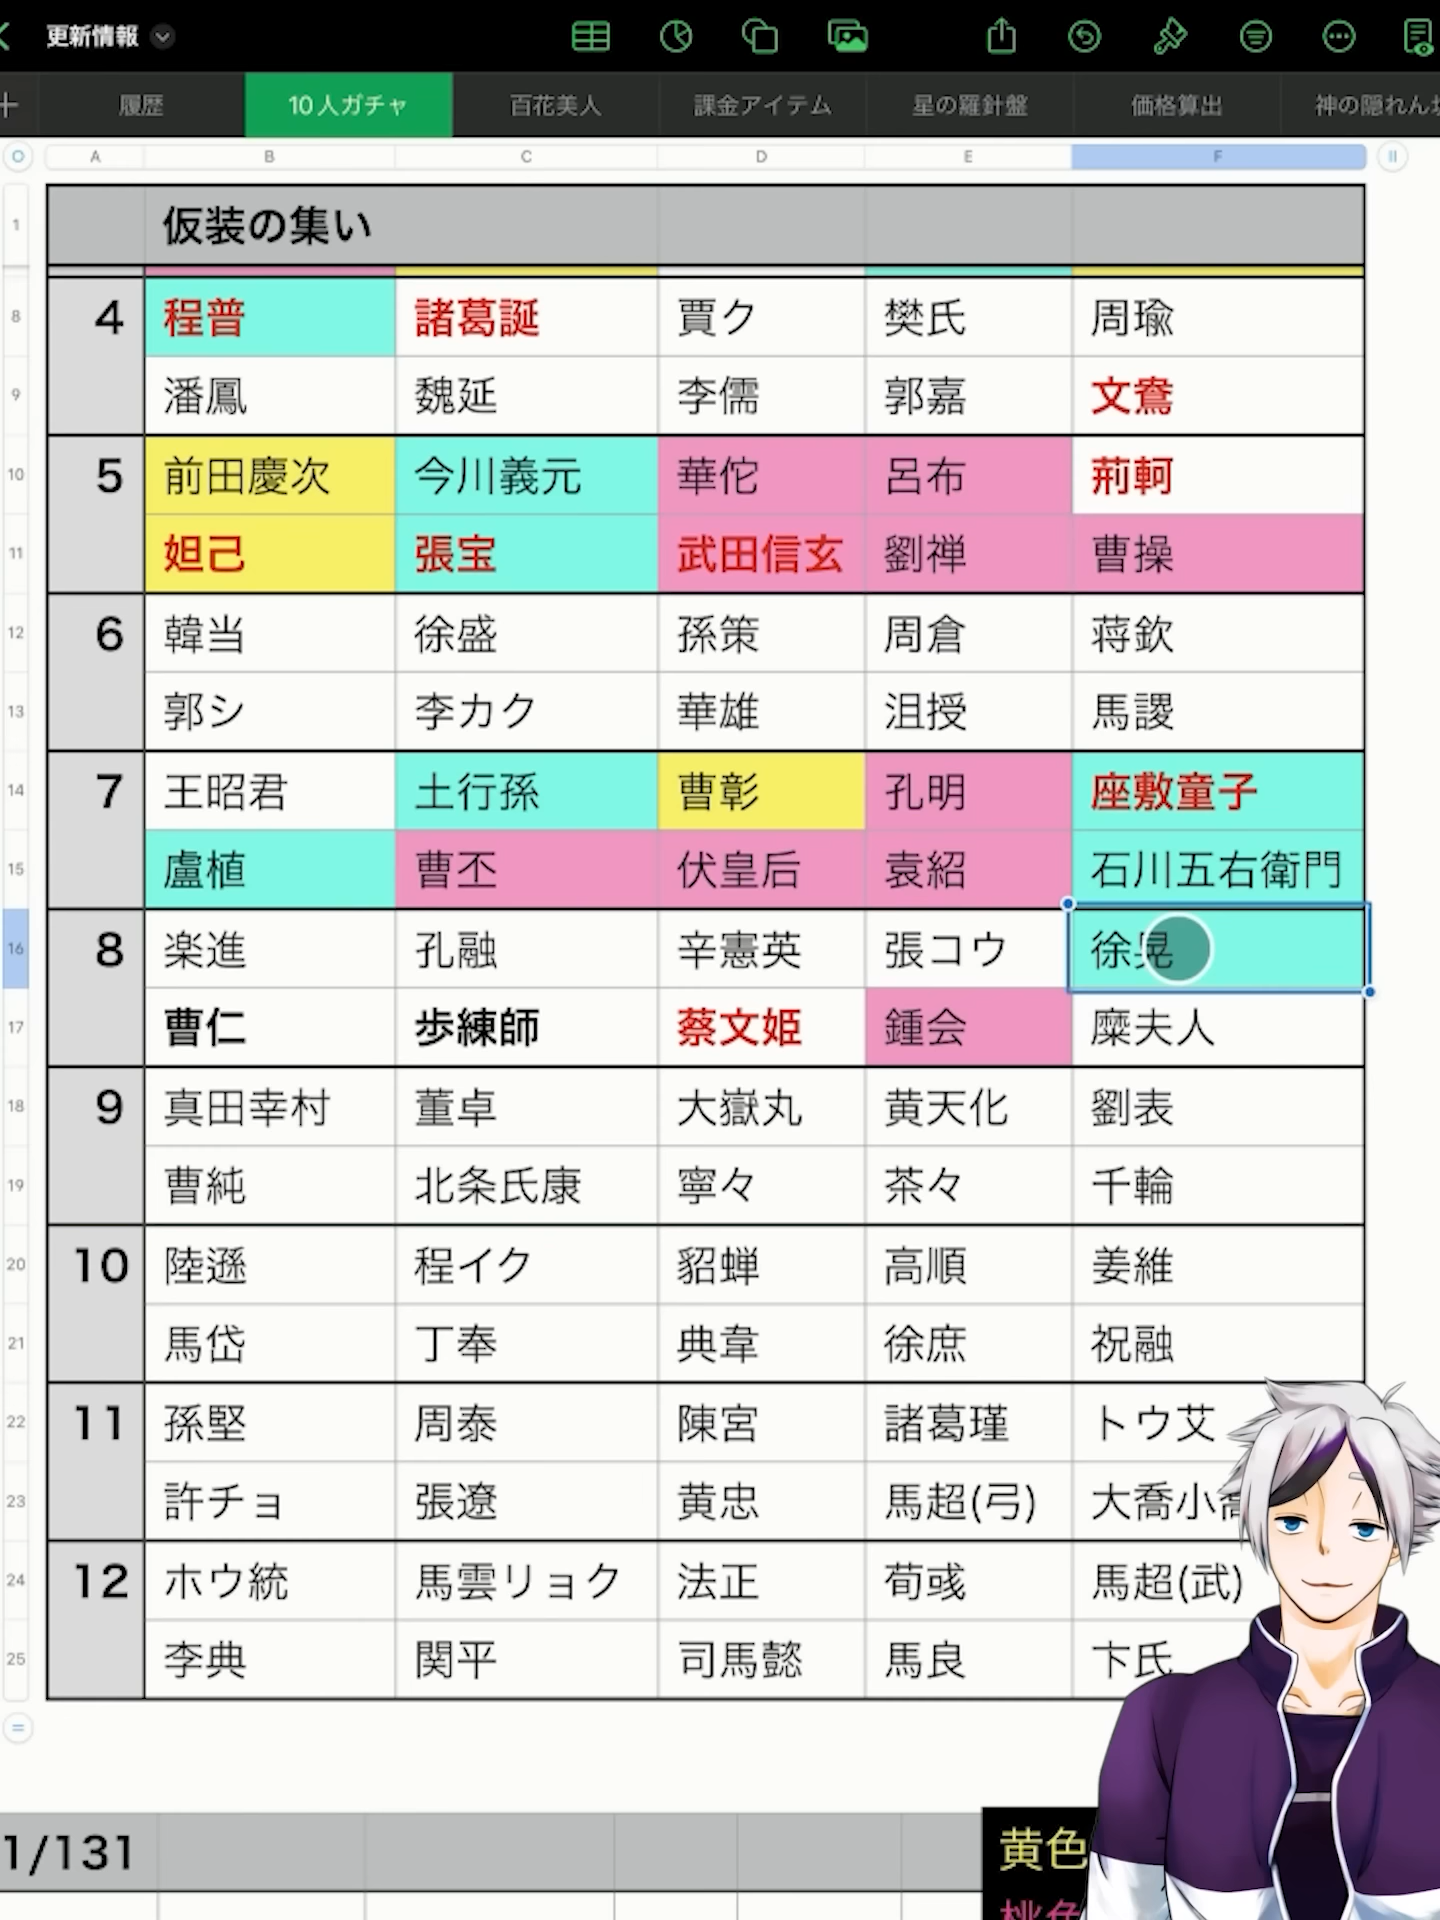 更新情報
履歴 10人ガチャ 百花美人 課金アイテム 星の羅針盤 価格算出 神の隠れん
A B C D E F
1 仮装の集い
8 4 程普 諸葛誕 賈ク 樊氏 周瑜
9 潘鳳 魏延 李儒 郭嘉 文鴦
10 5 前田慶次 今川義元 華佗 呂布 荊軻
11 妲己 張宝 武田信玄 劉禅 曹操
12 6 韓当 徐盛 孫策 周倉 蒋欽
13 郭シ 李カク 華雄 沮授 馬謖
14 7 王昭君 土行孫 曹彰 孔明 座敷童子
15 盧植 曹丕 伏皇后 袁紹 石川五右衛門
16 8 楽進 孔融 辛憲英 張コウ 徐晃
17 曹仁 歩練師 蔡文姫 鍾会 糜夫人
18 9 真田幸村 董卓 大嶽丸 黄天化 劉表
19 曹純 北条氏康 寧々 茶々 千輪
20 10 陸遜 程イク 貂蝉 高順 姜維
21 馬岱 丁奉 典韋 徐庶 祝融
22 11 孫堅 周泰 陳宮 諸葛瑾 トウ艾
23 許チョ 張遼 黄忠 馬超(弓) 大喬小喬
24 12 ホウ統 馬雲リョク 法正 荀彧 馬超(武)
25 李典 関平 司馬懿 馬良 卞氏
1/131
黄色
桃色